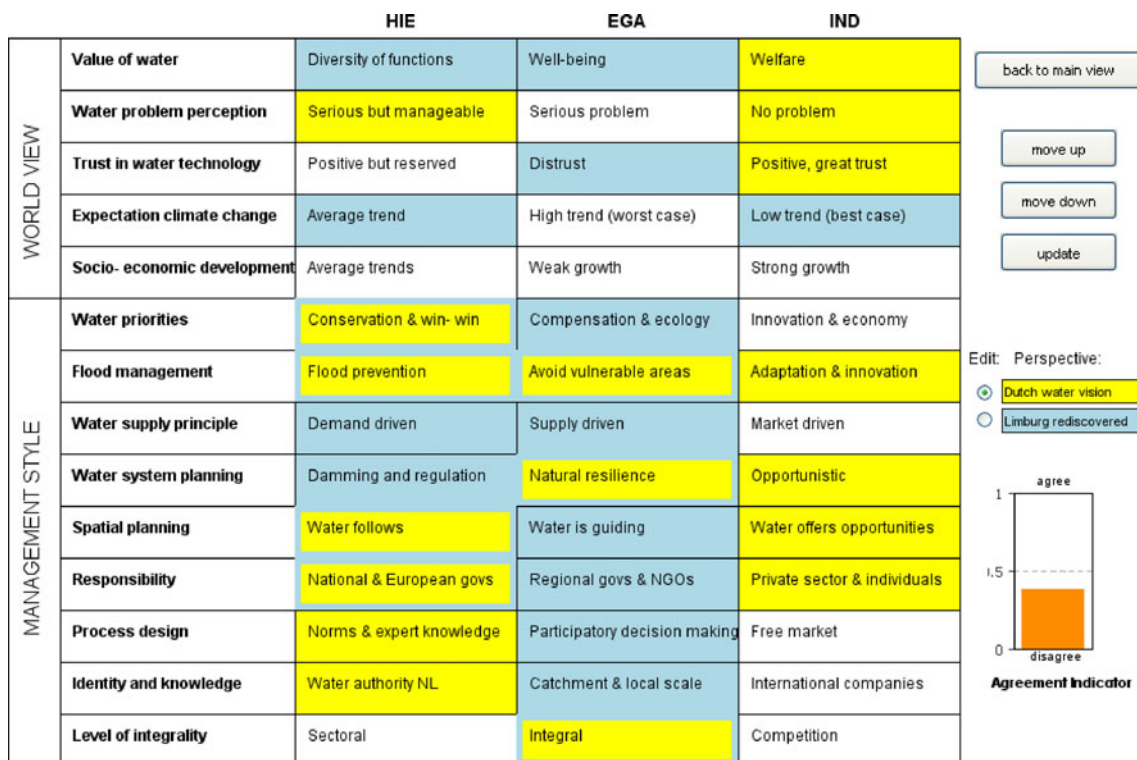 HIE EGA IND
WORLD VIEW
Value of water Diversity of functions Well-being Welfare
Water problem perception Serious but manageable Serious problem No problem
Trust in water technology Positive but reserved Distrust Positive, great trust
Expectation climate change Average trend High trend (worst case) Low trend (best case)
Socio- economic development Average trends Weak growth Strong growth
MANAGEMENT STYLE
Water priorities Conservation & win- win Compensation & ecology Innovation & economy
Flood management Flood prevention Avoid vulnerable areas Adaptation & innovation
Water supply principle Demand driven Supply driven Market driven
Water system planning Damming and regulation Natural resilience Opportunistic
Spatial planning Water follows Water is guiding Water offers opportunities
Responsibility National & European govs Regional govs & NGOs Private sector & individuals
Process design Norms & expert knowledge Participatory decision making Free market
Identity and knowledge Water authority NL Catchment & local scale International companies
Level of integrality Sectoral Integral Competition
back to main view
move up
move down
update
Edit: Perspective:
Dutch water vision
Limburg rediscovered
agree
1
0.5
0
disagree
Agreement Indicator